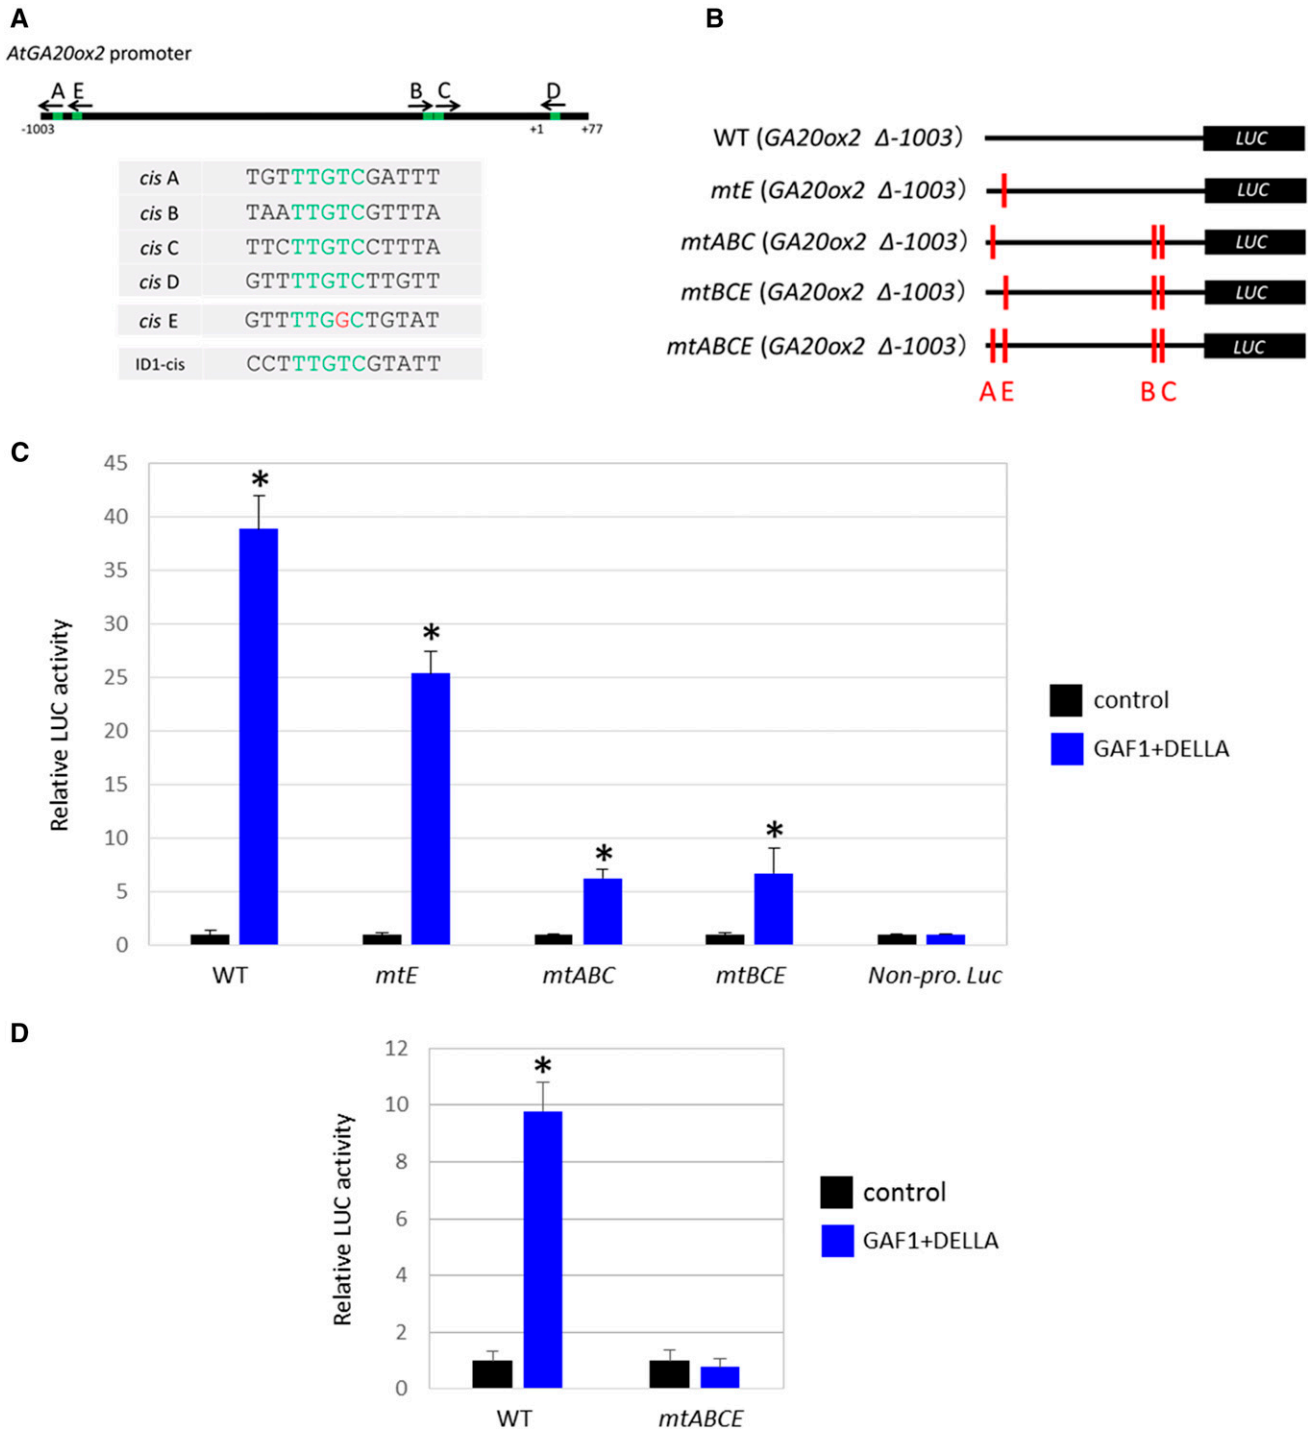 A
AtGA20ox2 promoter
A E B C D
-1003 +1 +77
cis A TGTTTGTCGATTT
cis B TAATTGTCGTTTA
cis C TTCTTGTCCTTTA
cis D GTTTTGTCTTGTT
cis E GTTTTGGCTGTAT
ID1-cis CCTTTGTCGTATT
B
WT (GA20ox2 Δ-1003) LUC
mtE (GA20ox2 Δ-1003) LUC
mtABC (GA20ox2 Δ-1003) LUC
mtBCE (GA20ox2 Δ-1003) LUC
mtABCE (GA20ox2 Δ-1003) LUC
A E B C
C
Relative LUC activity
45
40
35
30
25
20
15
10
5
0
* * * *
WT mtE mtABC mtBCE Non-pro. Luc
control
GAF1+DELLA
D
Relative LUC activity
12
10
8
6
4
2
0
*
WT mtABCE
control
GAF1+DELLA